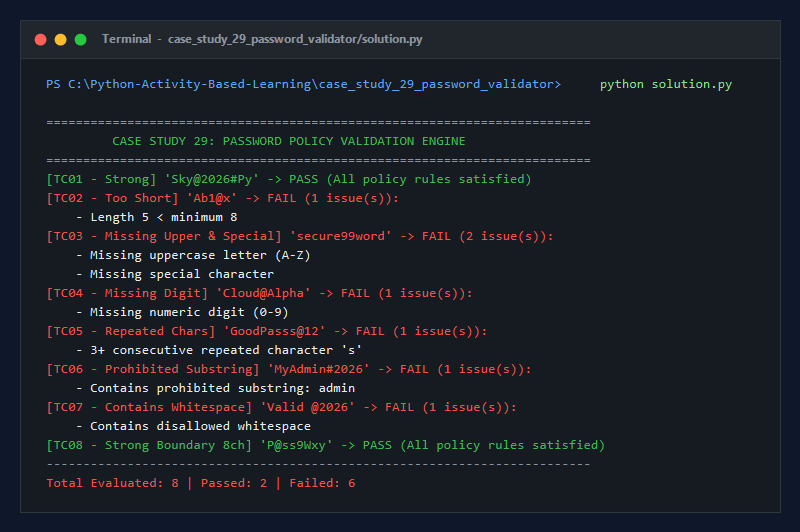 Terminal - case_study_29_password_validator/solution.py
PS C:\Python-Activity-Based-Learning\case_study_29_password_validator> python solution.py
==========================================================================
CASE STUDY 29: PASSWORD POLICY VALIDATION ENGINE
==========================================================================
[TC01 - Strong] 'Sky@2026#Py' -> PASS (All policy rules satisfied)
[TC02 - Too Short] 'Ab1@x' -> FAIL (1 issue(s)):
- Length 5 < minimum 8
[TC03 - Missing Upper & Special] 'secure99word' -> FAIL (2 issue(s)):
- Missing uppercase letter (A-Z)
- Missing special character
[TC04 - Missing Digit] 'Cloud@Alpha' -> FAIL (1 issue(s)):
- Missing numeric digit (0-9)
[TC05 - Repeated Chars] 'GoodPasss@12' -> FAIL (1 issue(s)):
- 3+ consecutive repeated character 's'
[TC06 - Prohibited Substring] 'MyAdmin#2026' -> FAIL (1 issue(s)):
- Contains prohibited substring: admin
[TC07 - Contains Whitespace] 'Valid @2026' -> FAIL (1 issue(s)):
- Contains disallowed whitespace
[TC08 - Strong Boundary 8ch] 'P@ss9Wxy' -> PASS (All policy rules satisfied)
--------------------------------------------------------------------------
Total Evaluated: 8 | Passed: 2 | Failed: 6